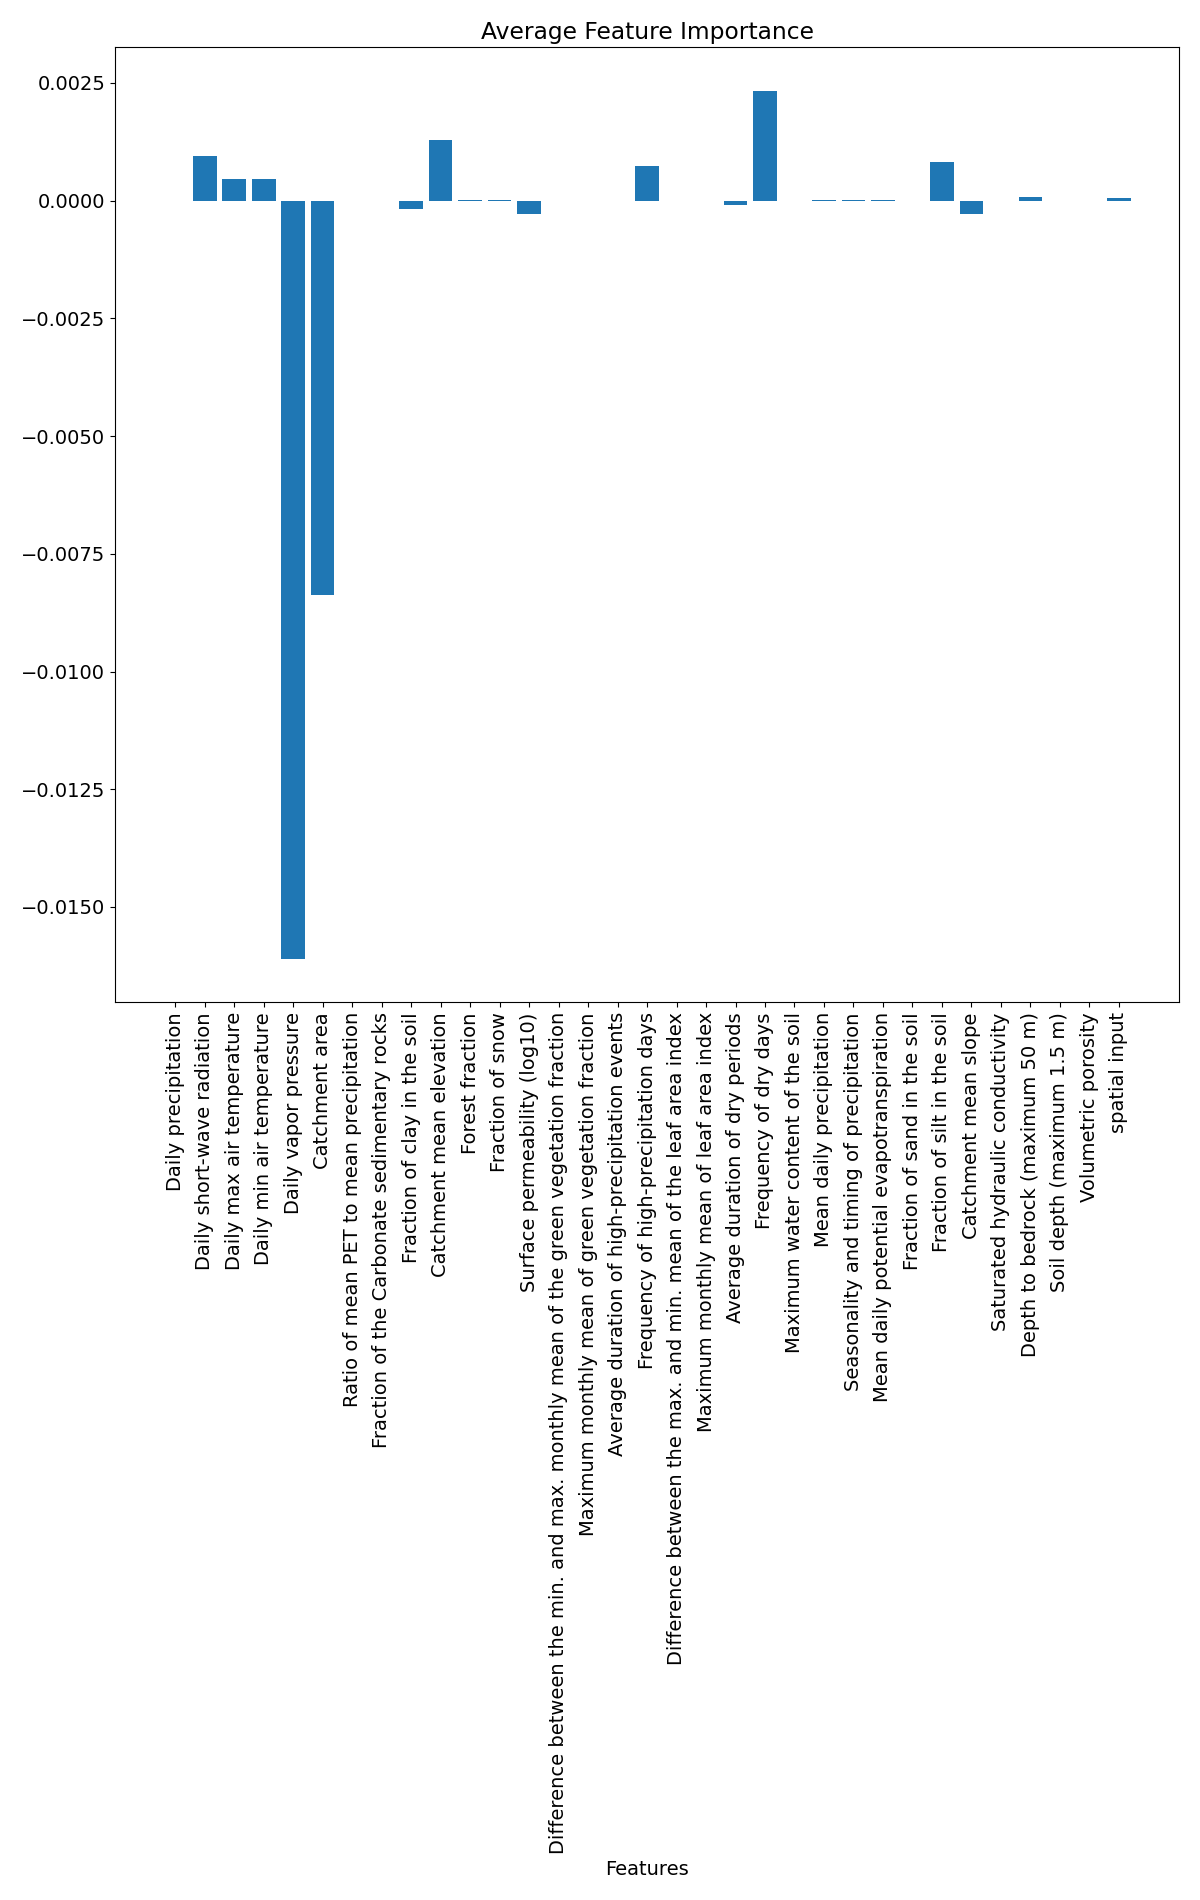 Average Feature Importance
0.0025
0.0000
−0.0025
−0.0050
−0.0075
−0.0100
−0.0125
−0.0150
Daily precipitation
Daily short-wave radiation
Daily max air temperature
Daily min air temperature
Daily vapor pressure
Catchment area
Ratio of mean PET to mean precipitation
Fraction of the Carbonate sedimentary rocks
Fraction of clay in the soil
Catchment mean elevation
Forest fraction
Fraction of snow
Surface permeability (log10)
Difference between the min. and max. monthly mean of the green vegetation fraction
Maximum monthly mean of green vegetation fraction
Average duration of high-precipitation events
Frequency of high-precipitation days
Difference between the max. and min. mean of the leaf area index
Maximum monthly mean of leaf area index
Average duration of dry periods
Frequency of dry days
Maximum water content of the soil
Mean daily precipitation
Seasonality and timing of precipitation
Mean daily potential evapotranspiration
Fraction of sand in the soil
Fraction of silt in the soil
Catchment mean slope
Saturated hydraulic conductivity
Depth to bedrock (maximum 50 m)
Soil depth (maximum 1.5 m)
Volumetric porosity
spatial input
Features